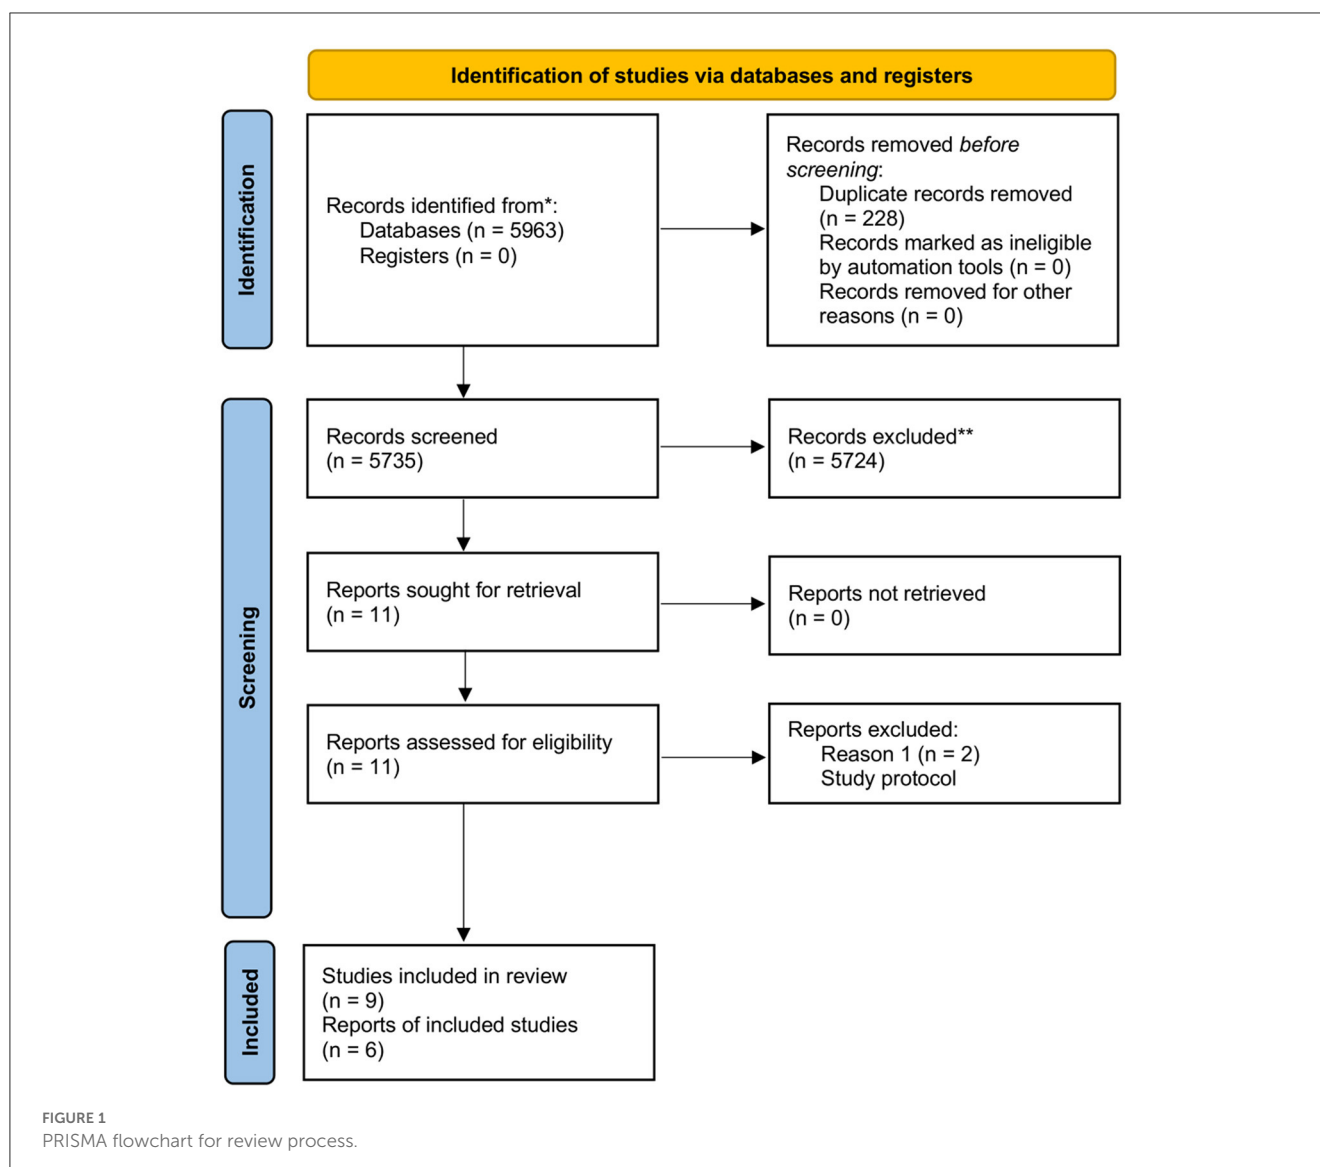 Identification of studies via databases and registers
Identification
Records identified from*:
Databases (n = 5963)
Registers (n = 0)
Records removed before
screening:
Duplicate records removed
(n = 228)
Records marked as ineligible
by automation tools (n = 0)
Records removed for other
reasons (n = 0)
Screening
Records screened
(n = 5735)
Records excluded**
(n = 5724)
Reports sought for retrieval
(n = 11)
Reports not retrieved
(n = 0)
Reports assessed for eligibility
(n = 11)
Reports excluded:
Reason 1 (n = 2)
Study protocol
Included
Studies included in review
(n = 9)
Reports of included studies
(n = 6)
FIGURE 1
PRISMA flowchart for review process.